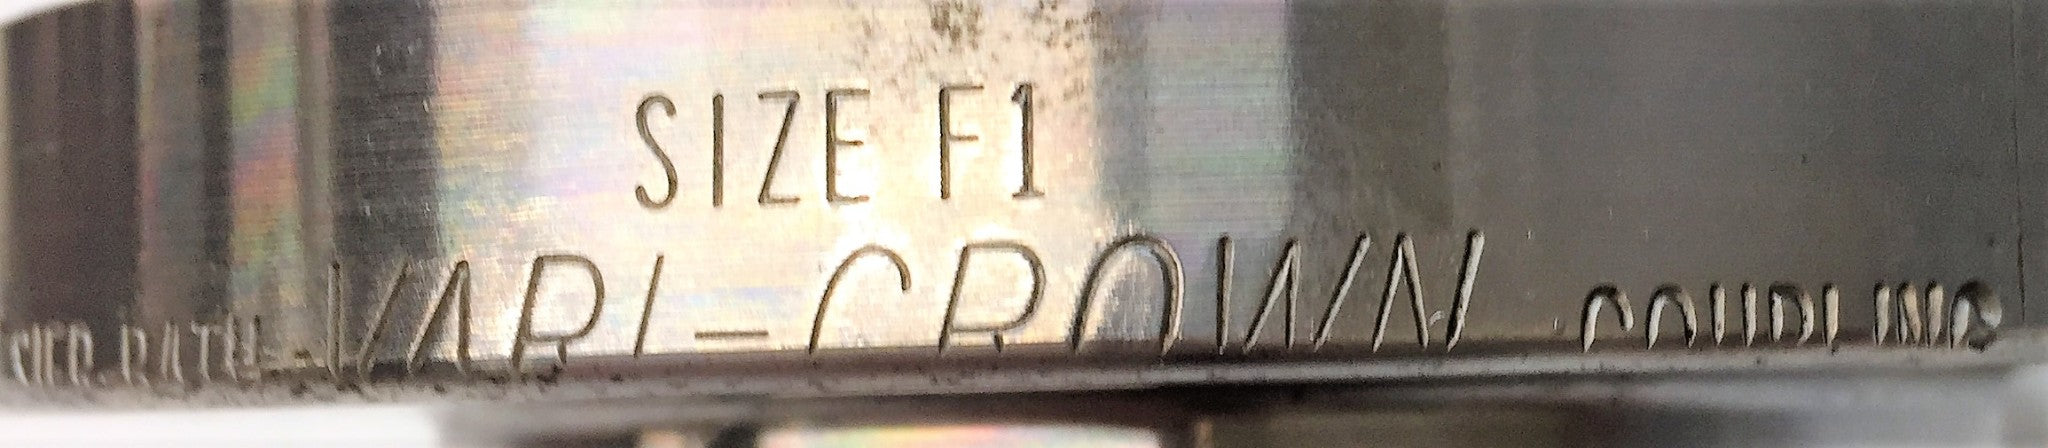 SIZE F1
VARI-CROWN COUPLING